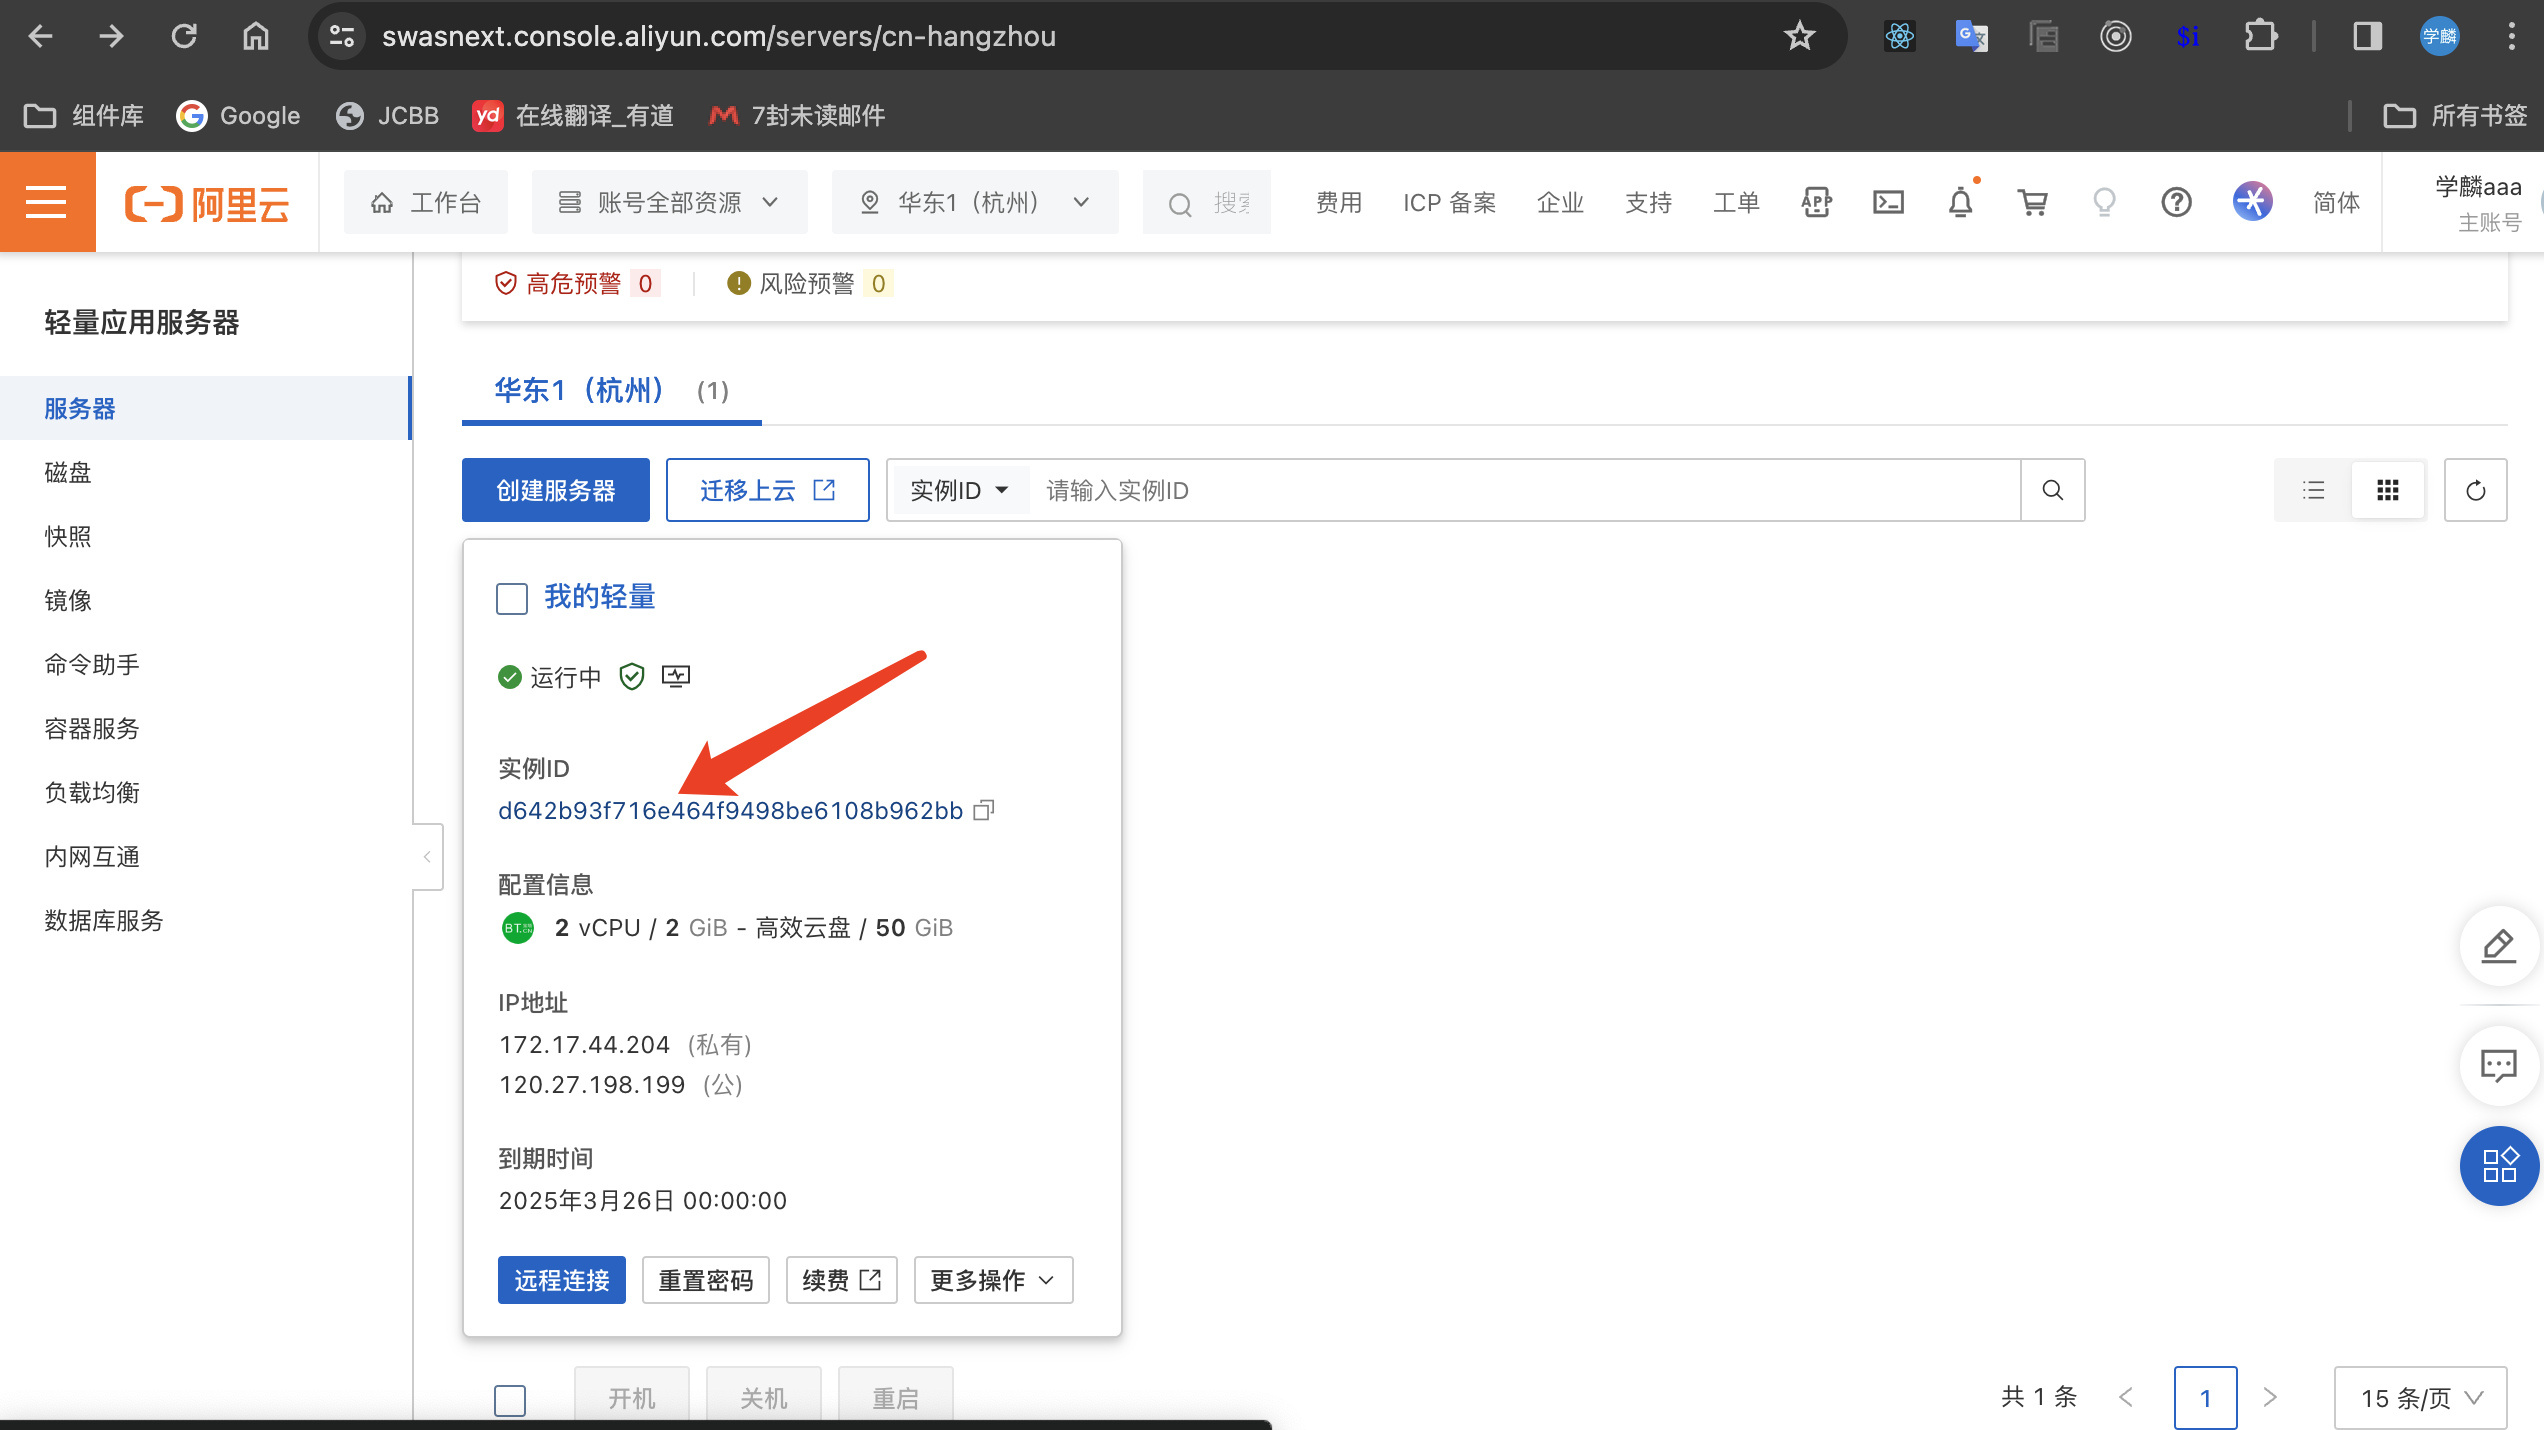 swasnext.console.aliyun.com/servers/cn-hangzhou
$i
学麟
组件库
Google
JCBB
yd
在线翻译_有道
7封未读邮件
所有书签
阿里云
工作台
账号全部资源
华东1（杭州）
费用
ICP 备案
企业
支持
工单
APP
简体
学麟aaa
主账号
轻量应用服务器
服务器
磁盘
快照
镜像
命令助手
容器服务
负载均衡
内网互通
数据库服务
高危预警 0
风险预警 0
华东1（杭州） (1)
创建服务器
迁移上云
实例ID
请输入实例ID
我的轻量
运行中
实例ID
d642b93f716e464f9498be6108b962bb
配置信息
2 vCPU / 2 GiB - 高效云盘 / 50 GiB
IP地址
172.17.44.204 (私有)
120.27.198.199 (公)
到期时间
2025年3月26日 00:00:00
远程连接
重置密码
续费
更多操作
开机
关机
重启
共 1 条
1
15 条/页